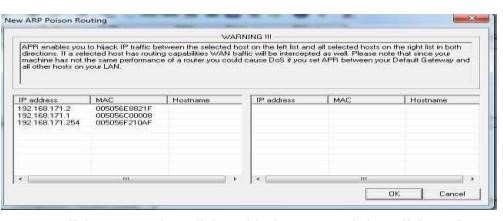 New ARP Poison Routing
WARNING !!!
APR enables you to hijack IP traffic between the selected host on the left list and all selected hosts on the right list in both
directions. If a selected host has routing capabilities WAN traffic will be intercepted as well. Please note that since your
machine has not the same performance of a router you could cause DoS if you set APR between your Default Gateway and
all other hosts on your LAN.
IP address MAC Hostname IP address MAC Hostname
192.168.171.2 005056E8821F
192.168.171.1 005056C00008
192.168.171.254 005056F210AF
OK Cancel